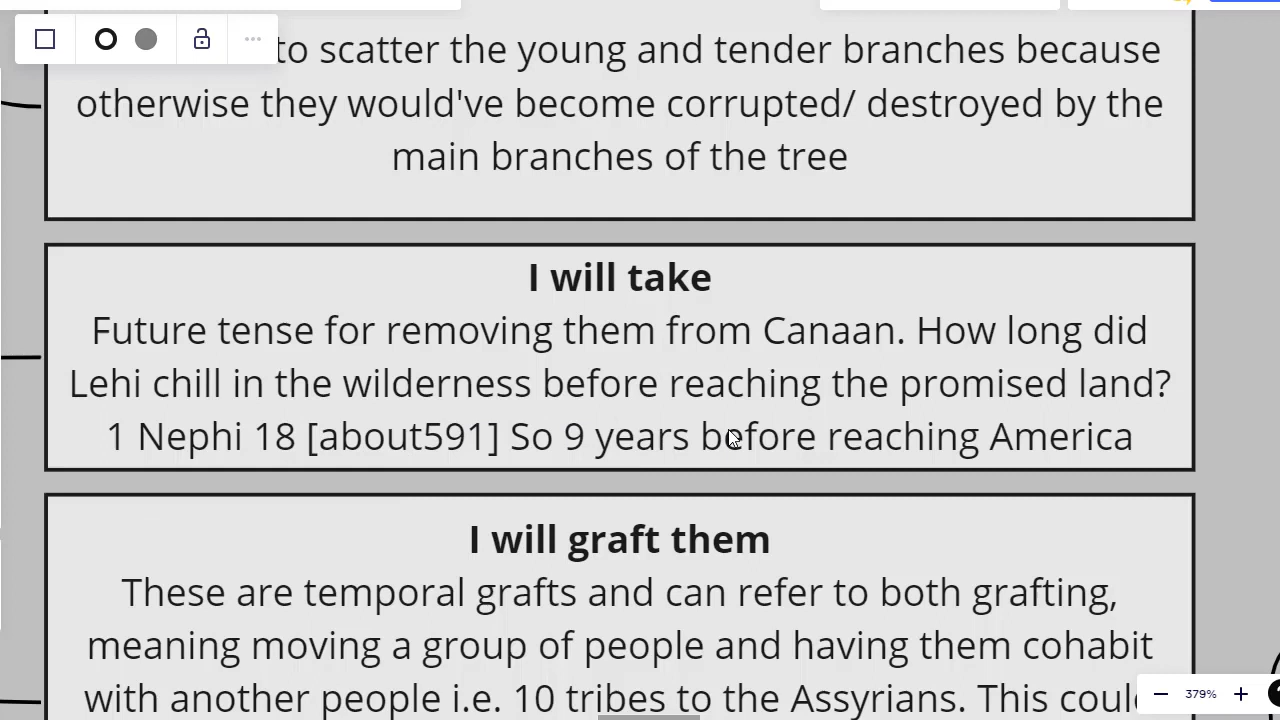 to scatter the young and tender branches because
otherwise they would've become corrupted/ destroyed by the
main branches of the tree
I will take
Future tense for removing them from Canaan. How long did
Lehi chill in the wilderness before reaching the promised land?
1 Nephi 18 [about591] So 9 years before reaching America
I will graft them
These are temporal grafts and can refer to both grafting,
meaning moving a group of people and having them cohabit
with another people i.e. 10 tribes to the Assyrians. This could
379%